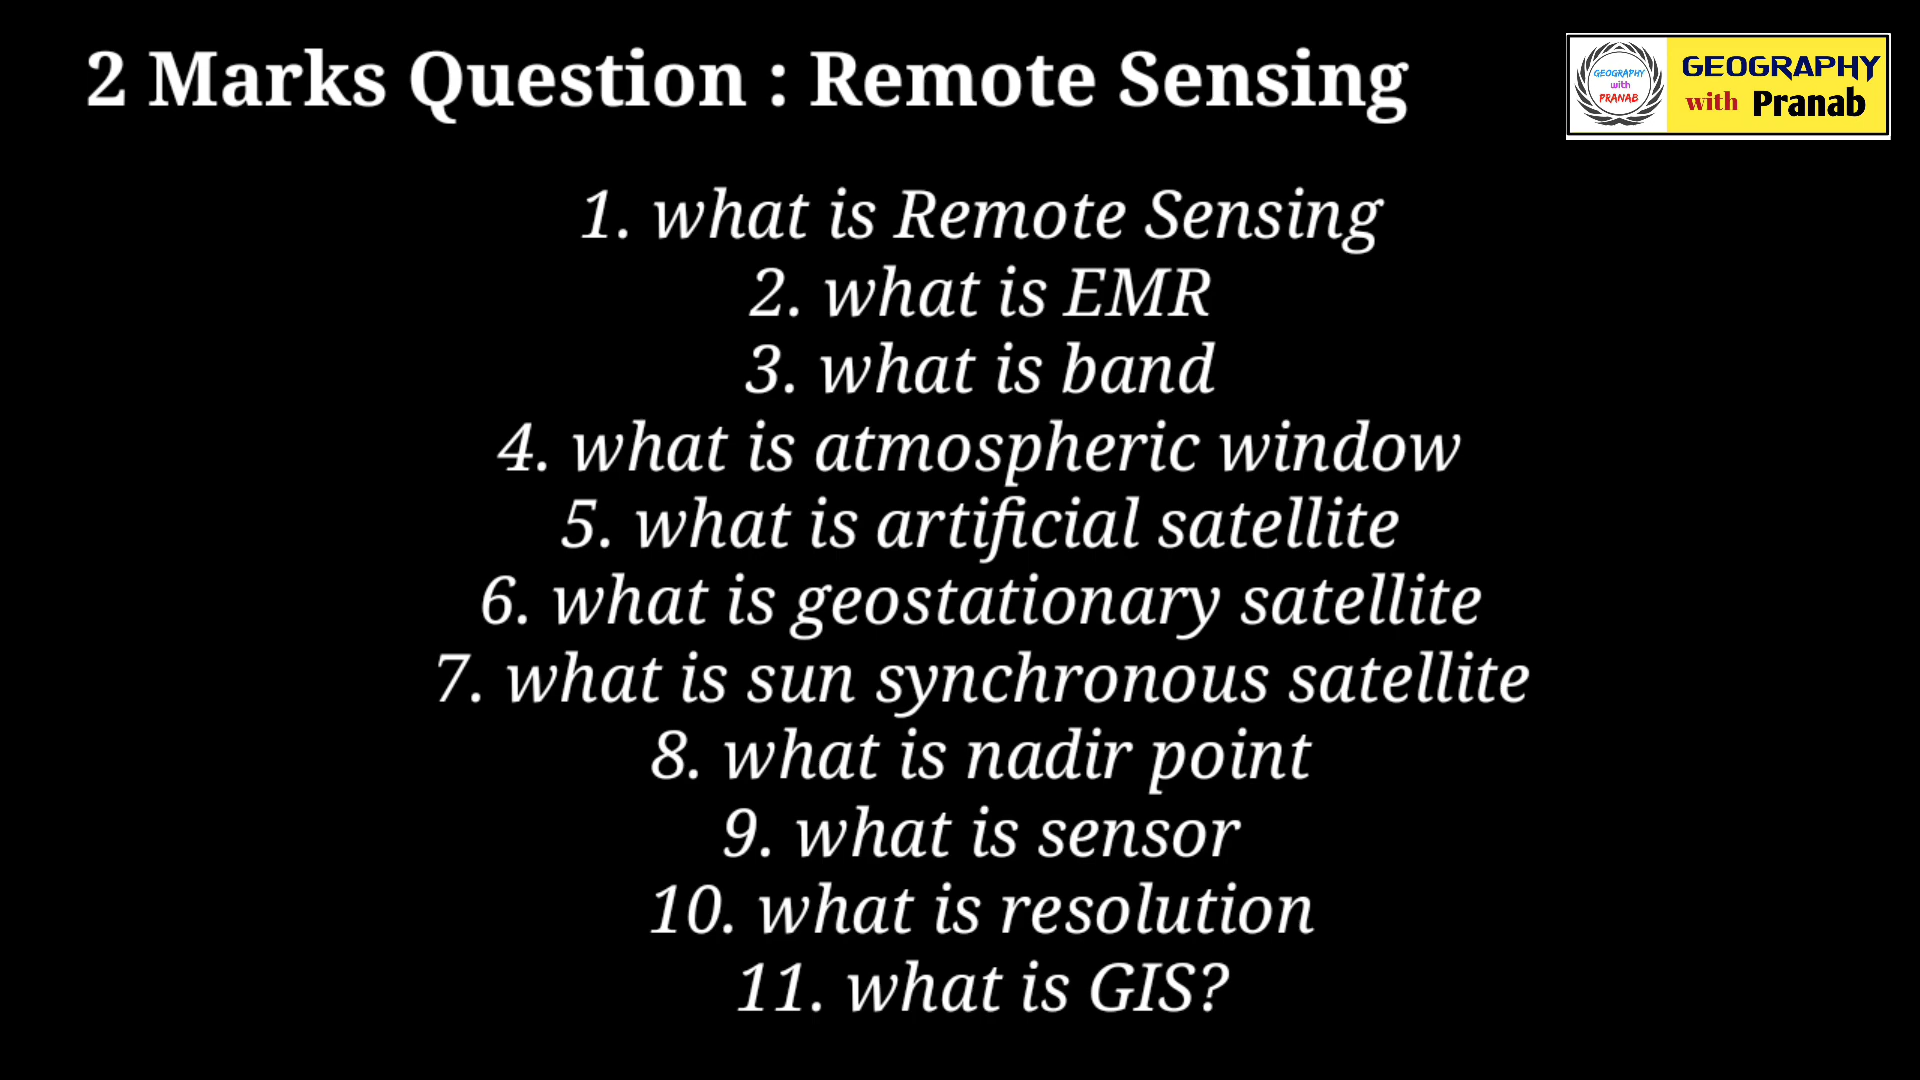 2 Marks Question : Remote Sensing
GEOGRAPHY
with
PRANAB
GEOGRAPHY
with Pranab
1. what is Remote Sensing
2. what is EMR
3. what is band
4. what is atmospheric window
5. what is artificial satellite
6. what is geostationary satellite
7. what is sun synchronous satellite
8. what is nadir point
9. what is sensor
10. what is resolution
11. what is GIS?